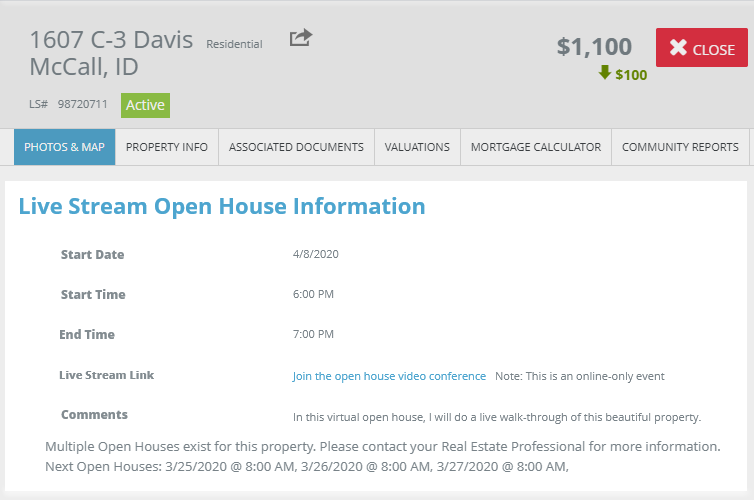 1607 C-3 Davis Residential
McCall, ID
$1,100
$100
CLOSE
LS# 98720711 Active
PHOTOS & MAP PROPERTY INFO ASSOCIATED DOCUMENTS VALUATIONS MORTGAGE CALCULATOR COMMUNITY REPORTS
Live Stream Open House Information
Start Date 4/8/2020
Start Time 6:00 PM
End Time 7:00 PM
Live Stream Link Join the open house video conference Note: This is an online-only event
Comments In this virtual open house, I will do a live walk-through of this beautiful property.
Multiple Open Houses exist for this property. Please contact your Real Estate Professional for more information.
Next Open Houses: 3/25/2020 @ 8:00 AM, 3/26/2020 @ 8:00 AM, 3/27/2020 @ 8:00 AM,